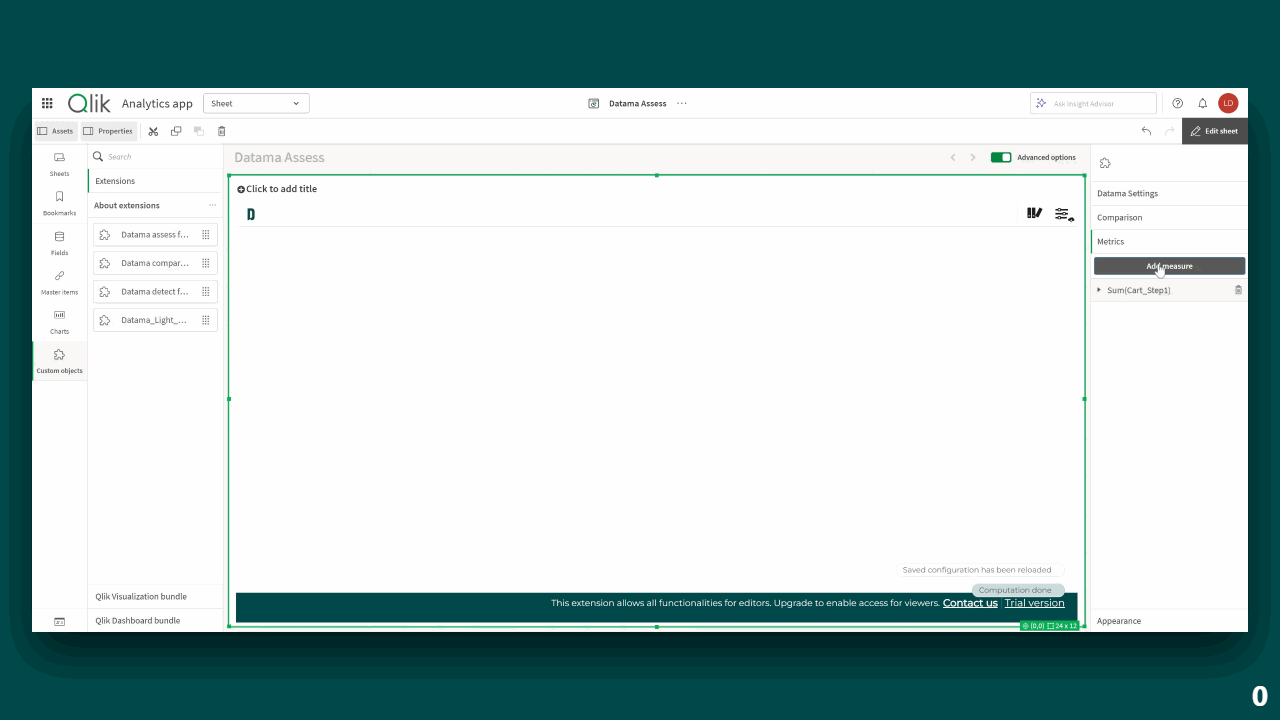 Qlik Analytics app Sheet Datama Assess ... Ask Insight Advisor LD
Assets Properties Edit sheet
Sheets
Bookmarks
Fields
Master items
Charts
Custom objects
Search
Extensions
About extensions ...
Datama assess f...
Datama compar...
Datama detect f...
Datama_Light_...
Qlik Visualization bundle
Qlik Dashboard bundle
Datama Assess Advanced options
Click to add title
D
Saved configuration has been reloaded
Computation done
This extension allows all functionalities for editors. Upgrade to enable access for viewers. Contact us Trial version
(0,0) 24 x 12
Datama Settings
Comparison
Metrics
Add measure
Sum(Cart_Step1)
Appearance
0